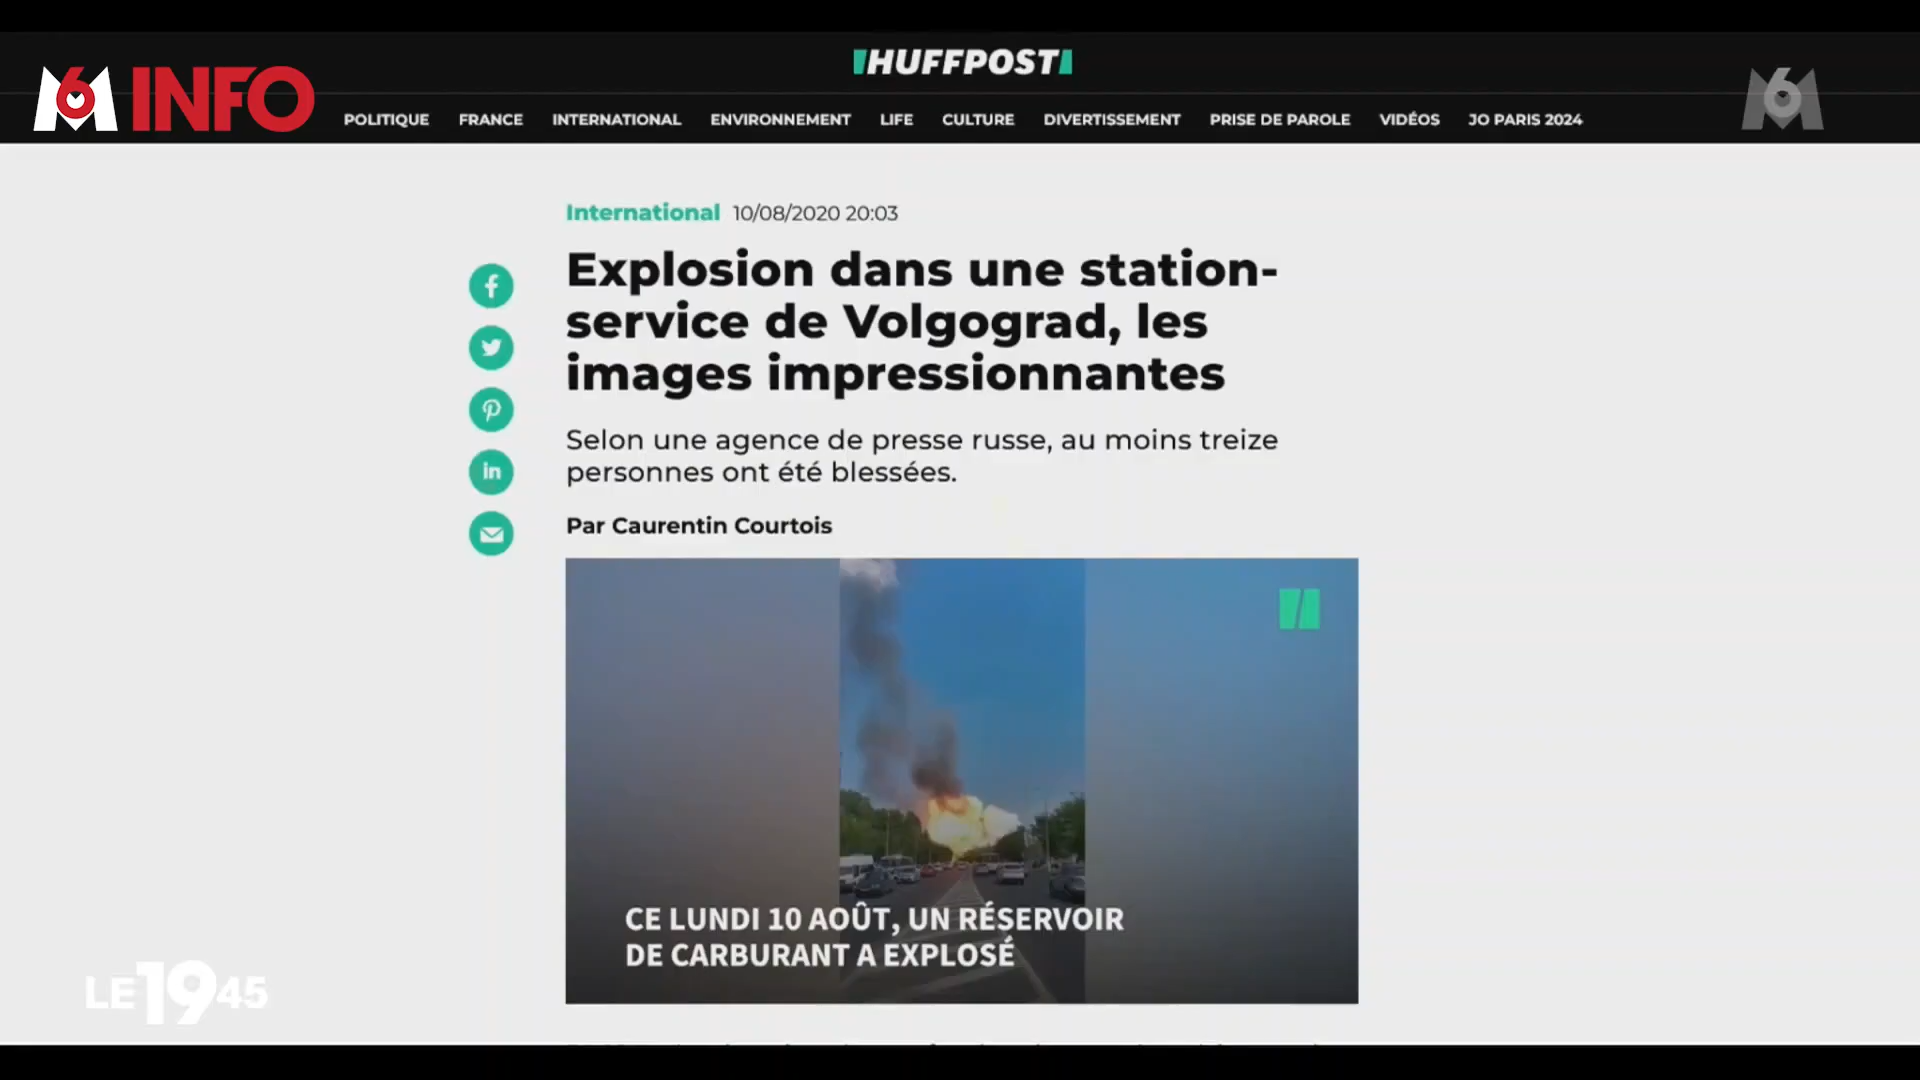 HUFFPOST
M6 INFO
M6
POLITIQUE FRANCE INTERNATIONAL ENVIRONNEMENT LIFE CULTURE DIVERTISSEMENT PRISE DE PAROLE VIDÉOS JO PARIS 2024
International 10/08/2020 20:03
Explosion dans une station-
service de Volgograd, les
images impressionnantes
Selon une agence de presse russe, au moins treize
personnes ont été blessées.
Par Caurentin Courtois
CE LUNDI 10 AOÛT, UN RÉSERVOIR
DE CARBURANT A EXPLOSÉ
LE 19 45